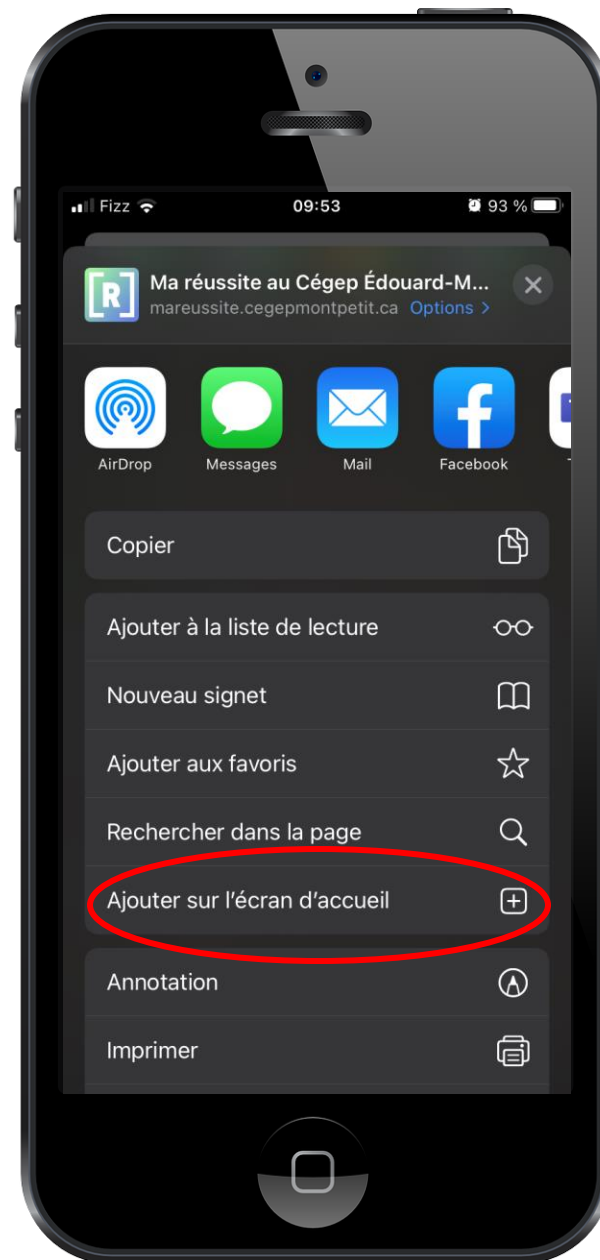 Fizz 09:53 93 %
[R] Ma réussite au Cégep Édouard-M...
mareussite.cegepmontpetit.ca Options >
AirDrop Messages Mail Facebook
Copier
Ajouter à la liste de lecture
Nouveau signet
Ajouter aux favoris
Rechercher dans la page
Ajouter sur l'écran d'accueil
Annotation
Imprimer